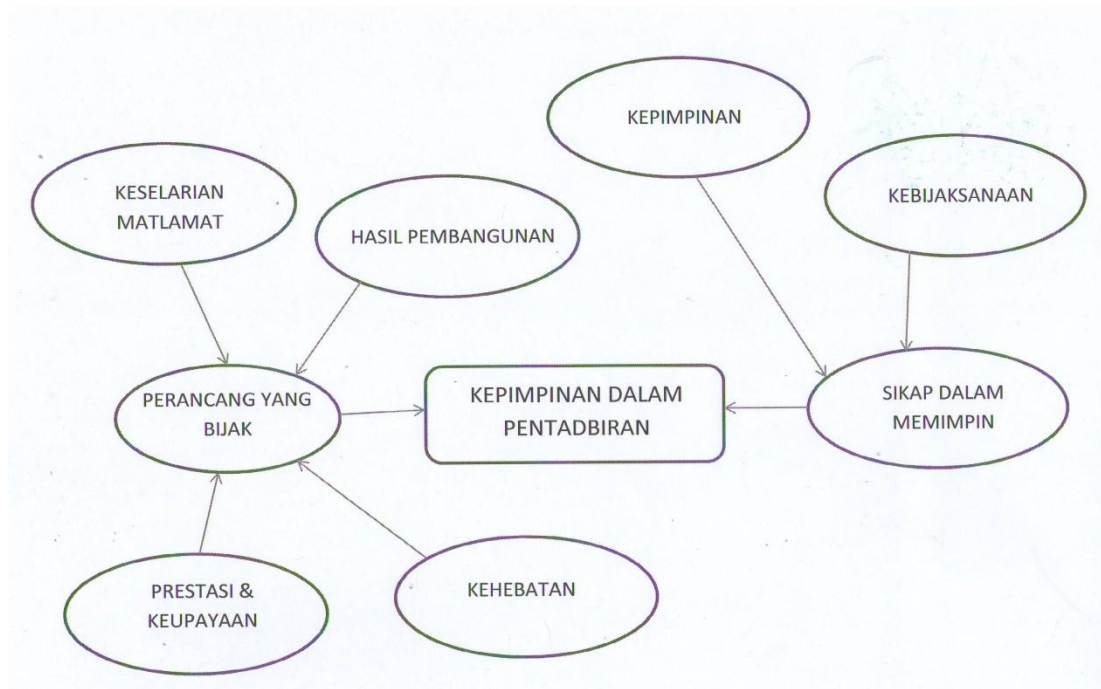 KEPIMPINAN
KESELARIAN
MATLAMAT
KEBIJAKSANAAN
HASIL PEMBANGUNAN
PERANCANG YANG
BIJAK
KEPIMPINAN DALAM
PENTADBIRAN
SIKAP DALAM
MEMIMPIN
PRESTASI &
KEUPAYAAN
KEHEBATAN